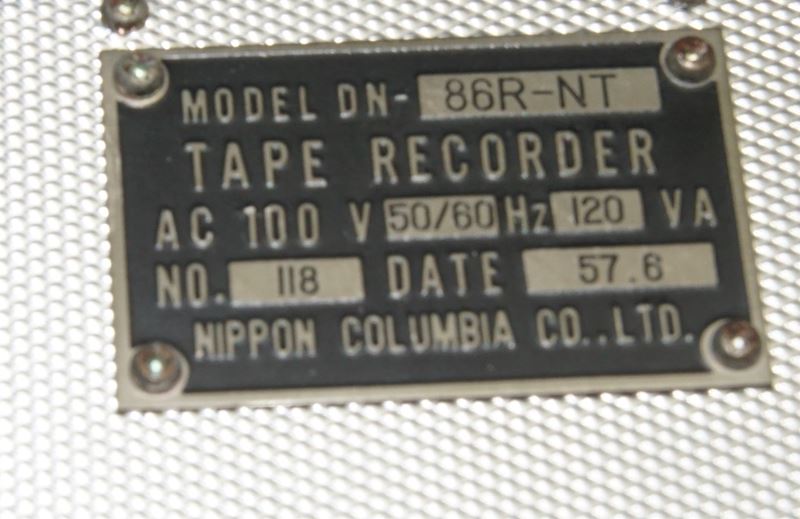 MODEL DN- 86R-NT
TAPE RECORDER
AC 100 V 50/60 Hz 120 VA
NO. 118 DATE 57.6
NIPPON COLUMBIA CO.,LTD.